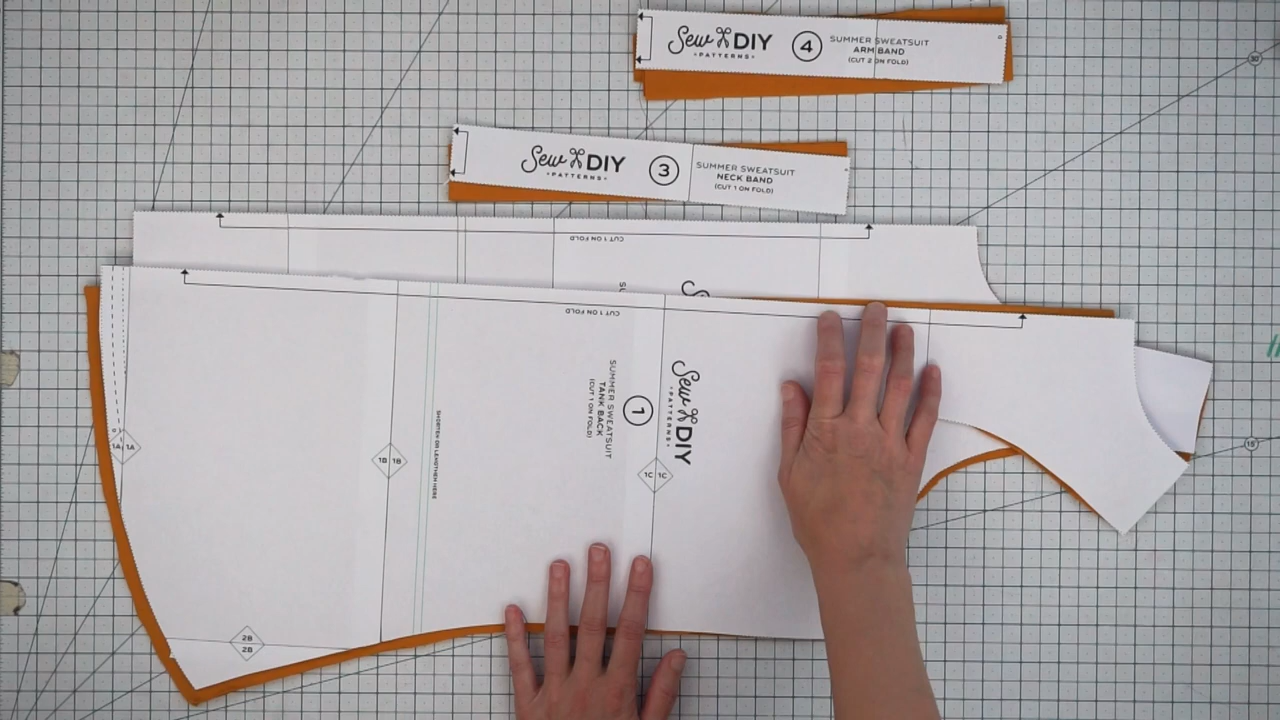 Sew DIY
•PATTERNS•
4
SUMMER SWEATSUIT
ARM BAND
(CUT 2 ON FOLD)
30
Sew DIY
•PATTERNS•
3
SUMMER SWEATSUIT
NECK BAND
(CUT 1 ON FOLD)
CUT 1 ON FOLD
CUT 1 ON FOLD
Sew DIY
•PATTERNS•
1
SUMMER SWEATSUIT
TANK BACK
(CUT 1 ON FOLD)
SHORTEN OR LENGTHEN HERE
1A 1A
1B 1B
1C 1C
2B
2B
15